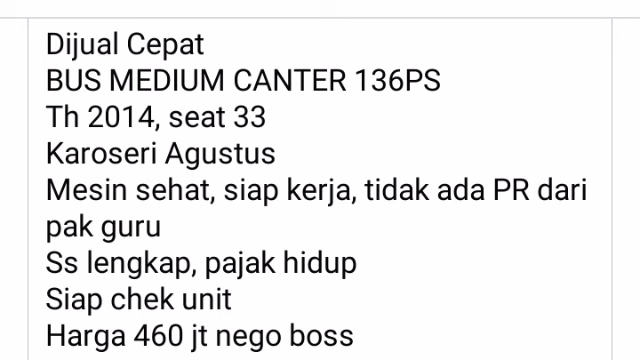 Dijual Cepat
BUS MEDIUM CANTER 136PS
Th 2014, seat 33
Karoseri Agustus
Mesin sehat, siap kerja, tidak ada PR dari
pak guru
Ss lengkap, pajak hidup
Siap chek unit
Harga 460 jt nego boss